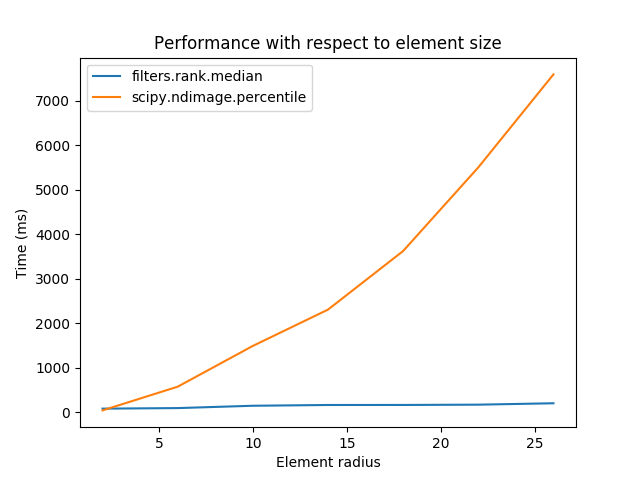 Performance with respect to element size
filters.rank.median
scipy.ndimage.percentile
Time (ms)
7000
6000
5000
4000
3000
2000
1000
0
5 10 15 20 25
Element radius